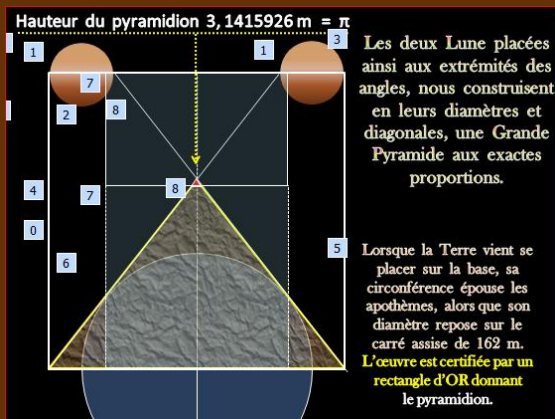 Hauteur du pyramidion 3,1415926 m = π
1
1
3
7
2
8
4
7
8
0
6
5
Les deux Lune placées
ainsi aux extrémités des
angles, nous construisent
en leurs diamètres et
diagonales, une Grande
Pyramide aux exactes
proportions.
Lorsque la Terre vient se
placer sur la base, sa
circonférence épouse les
apothèmes, alors que son
diamètre repose sur le
carré assise de 162 m.
L'œuvre est certifiée par un
rectangle d'OR donnant
le pyramidion.